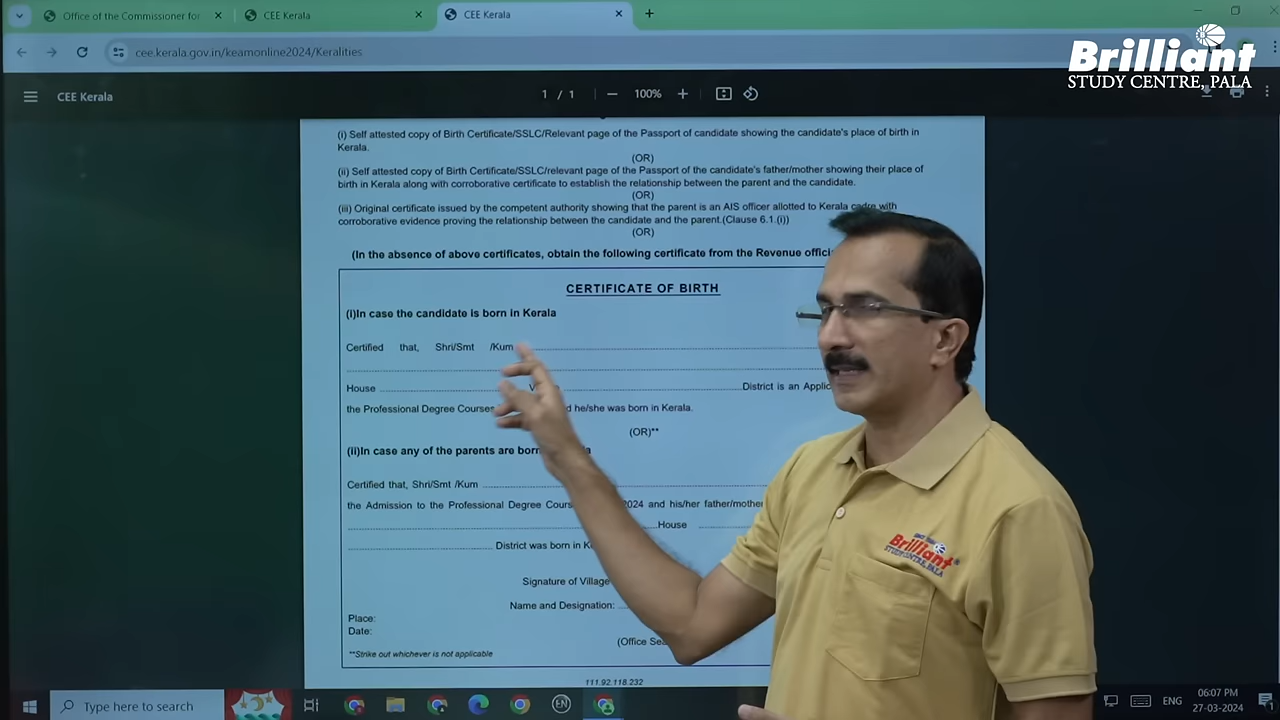 Office of the Commissioner for
CEE Kerala
CEE Kerala
cee.kerala.gov.in/keamonline2024/Keralities
Brilliant
STUDY CENTRE, PALA
CEE Kerala
1 / 1
100%
(i) Self attested copy of Birth Certificate/SSLC/Relevant page of the Passport of candidate showing the candidate's place of birth in
Kerala.
(OR)
(ii) Self attested copy of Birth Certificate/SSLC/relevant page of the Passport of the candidate's father/mother showing their place of
birth in Kerala along with corroborative certificate to establish the relationship between the parent and the candidate.
(OR)
(iii) Original certificate issued by the competent authority showing that the parent is an AIS officer allotted to Kerala cadre with
corroborative evidence proving the relationship between the candidate and the parent.(Clause 6.1.(i))
(OR)
(In the absence of above certificates, obtain the following certificate from the Revenue
CERTIFICATE OF BIRTH
(i)In case the candidate is born in Kerala
Certified that, Shri/Smt /Kum
House District is an
the Professional Degree Courses he/she was born in Kerala.
(OR)**
(ii)In case any of the parents are born
Certified that, Shri/Smt /Kum
the Admission to the Professional Degree 2024 and his/her father/mother
House
District was born in
Signature of Village
Name and Designation:
Place:
Date:
(Office
**Strike out whichever is not applicable
111.92.118.232
Brilliant
STUDY CENTRE, PALA
Type here to search
EN
ENG
06:07 PM
27-03-2024